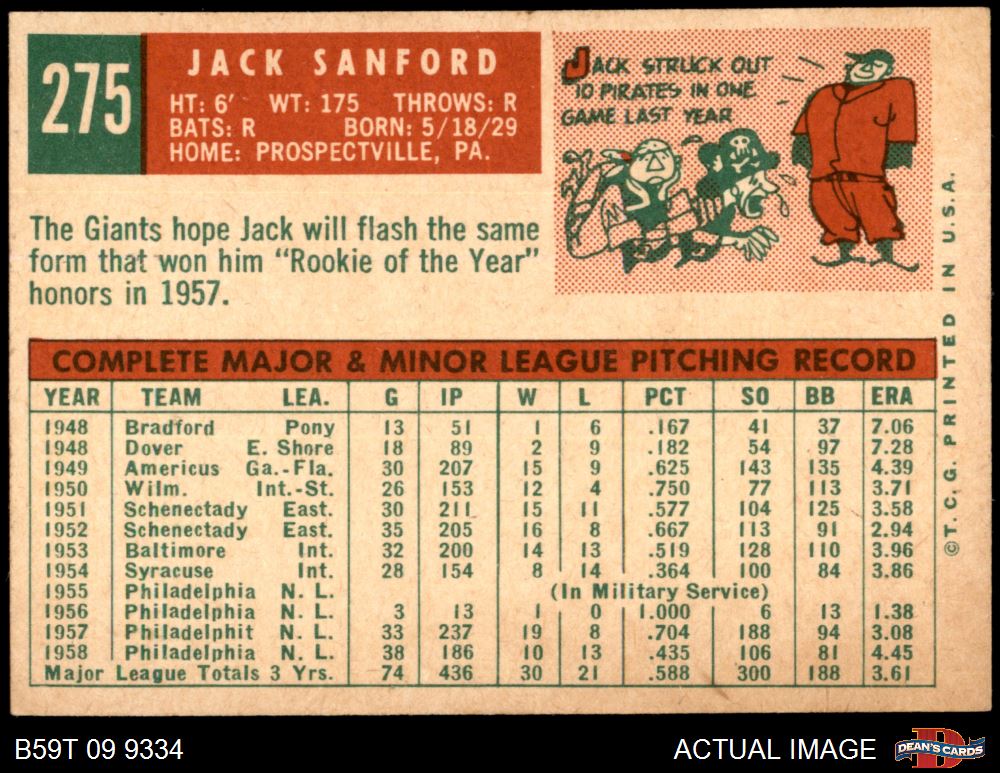 275
JACK SANFORD
HT: 6' WT: 175 THROWS: R
BATS: R BORN: 5/18/29
HOME: PROSPECTVILLE, PA.
JACK STRUCK OUT
10 PIRATES IN ONE
GAME LAST YEAR
The Giants hope Jack will flash the same
form that won him "Rookie of the Year"
honors in 1957.
COMPLETE MAJOR & MINOR LEAGUE PITCHING RECORD
YEAR TEAM LEA. G IP W L PCT SO BB ERA
1948 Bradford Pony 13 51 1 6 .167 41 37 7.06
1948 Dover E. Shore 18 89 2 9 .182 54 97 7.28
1949 Americus Ga.-Fla. 30 207 15 9 .625 143 135 4.39
1950 Wilm. Int.-St. 26 153 12 4 .750 77 113 3.71
1951 Schenectady East. 30 211 15 11 .577 104 125 3.58
1952 Schenectady East. 35 205 16 8 .667 113 91 2.94
1953 Baltimore Int. 32 200 14 13 .519 128 110 3.96
1954 Syracuse Int. 28 154 8 14 .364 100 84 3.86
1955 Philadelphia N. L. (In Military Service)
1956 Philadelphia N. L. 3 13 1 0 1.000 6 13 1.38
1957 Philadelphit N. L. 33 237 19 8 .704 188 94 3.08
1958 Philadelphia N. L. 38 186 10 13 .435 106 81 4.45
Major League Totals 3 Yrs. 74 436 30 21 .588 300 188 3.61
© T. C. G. PRINTED IN U.S.A.
B59T 09 9334
ACTUAL IMAGE
D
DEAN'S CARDS